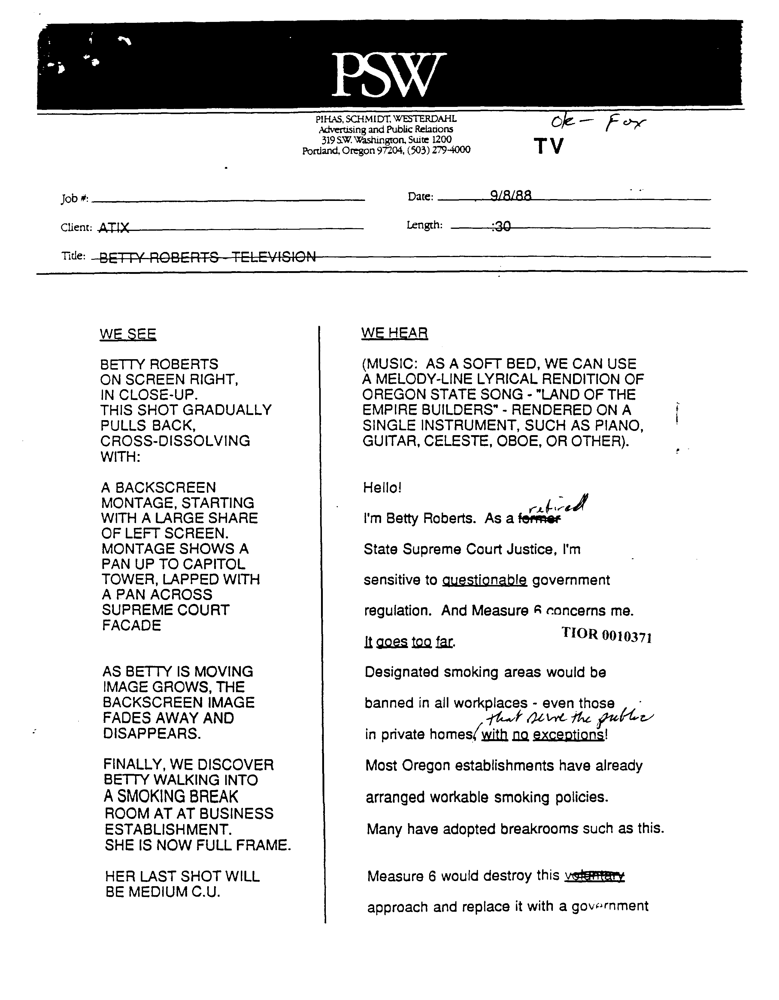 PSW
PIHAS, SCHMIDT, WESTERDAHL
Advertising and Public Relations
319 S.W. Washington, Suite 1200
Portland, Oregon 97204, (503) 279-4000
Ok - Fox
TV
Job #:
Date: 9/8/88
Client: ATIX
Length: :30
Title: BETTY ROBERTS - TELEVISION
WE SEE
BETTY ROBERTS
ON SCREEN RIGHT,
IN CLOSE-UP.
THIS SHOT GRADUALLY
PULLS BACK,
CROSS-DISSOLVING
WITH:
A BACKSCREEN
MONTAGE, STARTING
WITH A LARGE SHARE
OF LEFT SCREEN.
MONTAGE SHOWS A
PAN UP TO CAPITOL
TOWER, LAPPED WITH
A PAN ACROSS
SUPREME COURT
FACADE
AS BETTY IS MOVING
IMAGE GROWS, THE
BACKSCREEN IMAGE
FADES AWAY AND
DISAPPEARS.
FINALLY, WE DISCOVER
BETTY WALKING INTO
A SMOKING BREAK
ROOM AT AT BUSINESS
ESTABLISHMENT.
SHE IS NOW FULL FRAME.
HER LAST SHOT WILL
BE MEDIUM C.U.
WE HEAR
(MUSIC: AS A SOFT BED, WE CAN USE
A MELODY-LINE LYRICAL RENDITION OF
OREGON STATE SONG - "LAND OF THE
EMPIRE BUILDERS" - RENDERED ON A
SINGLE INSTRUMENT, SUCH AS PIANO,
GUITAR, CELESTE, OBOE, OR OTHER).
Hello!
retired
I'm Betty Roberts. As a former
State Supreme Court Justice, I'm
sensitive to questionable government
regulation. And Measure 6 concerns me.
It goes too far.
TIOR 0010371
Designated smoking areas would be
banned in all workplaces - even those
that serve the public
in private homes, with no exceptions!
Most Oregon establishments have already
arranged workable smoking policies.
Many have adopted breakrooms such as this.
Measure 6 would destroy this voluntary
approach and replace it with a government